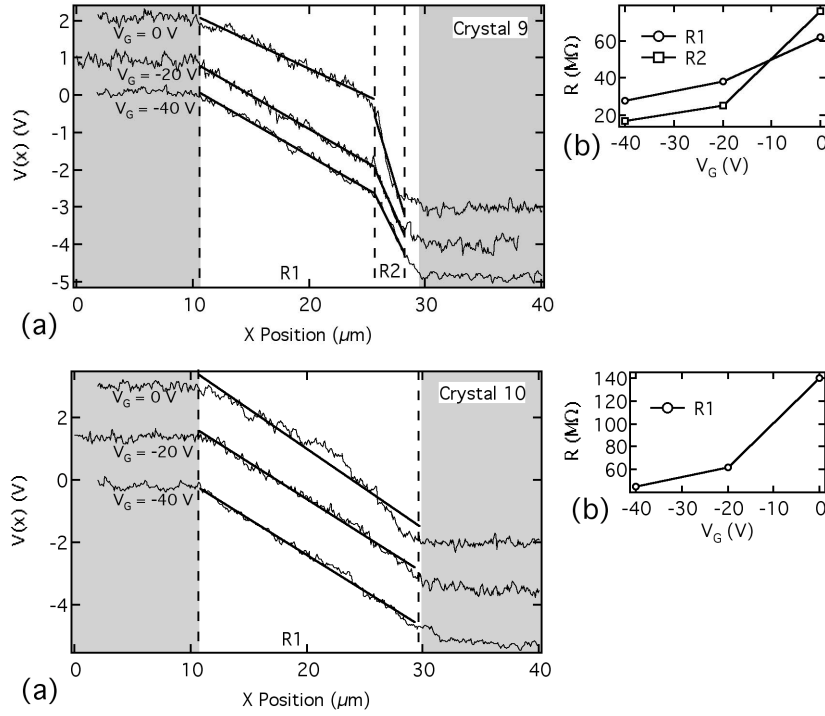 2
1
0
-1
-2
-3
-4
-5
V(x) (V)
V_G = 0 V
V_G = -20 V
V_G = -40 V
Crystal 9
R1
R2
0
10
20
30
40
X Position (μm)
(a)
60
40
20
R (MΩ)
R1
R2
-40
-30
-20
-10
0
V_G (V)
(b)
2
0
-2
-4
V(x) (V)
V_G = 0 V
V_G = -20 V
V_G = -40 V
Crystal 10
R1
0
10
20
30
40
X Position (μm)
(a)
140
120
100
80
60
R (MΩ)
R1
-40
-30
-20
-10
0
V_G (V)
(b)